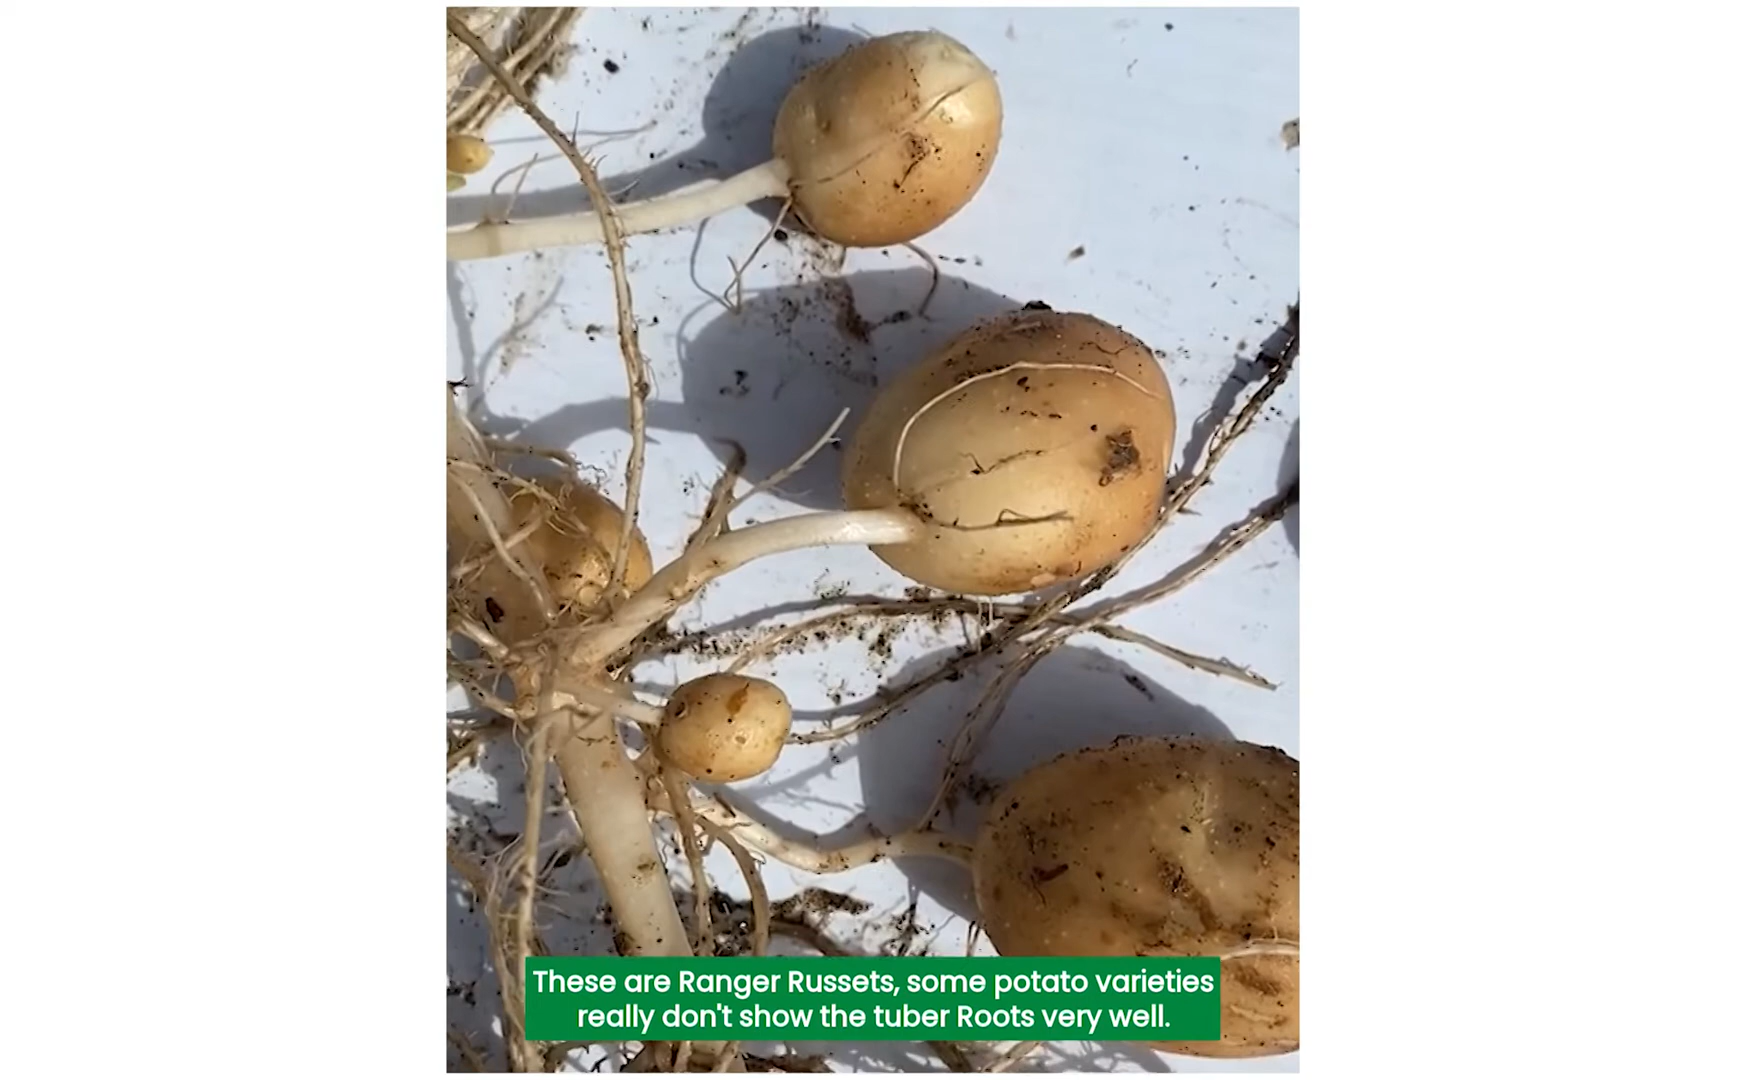 These are Ranger Russets, some potato varieties
really don't show the tuber Roots very well.